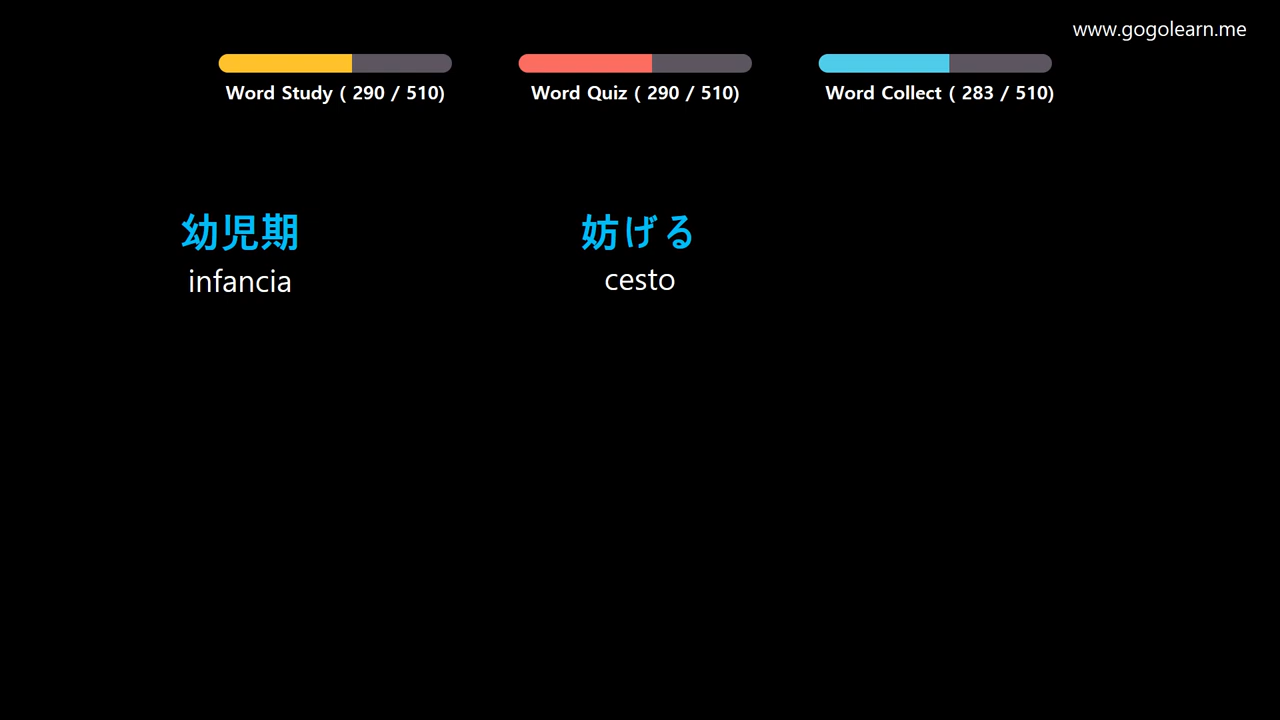 www.gogolearn.me
Word Study ( 290 / 510)
Word Quiz ( 290 / 510)
Word Collect ( 283 / 510)
幼児期
infancia
妨げる
cesto